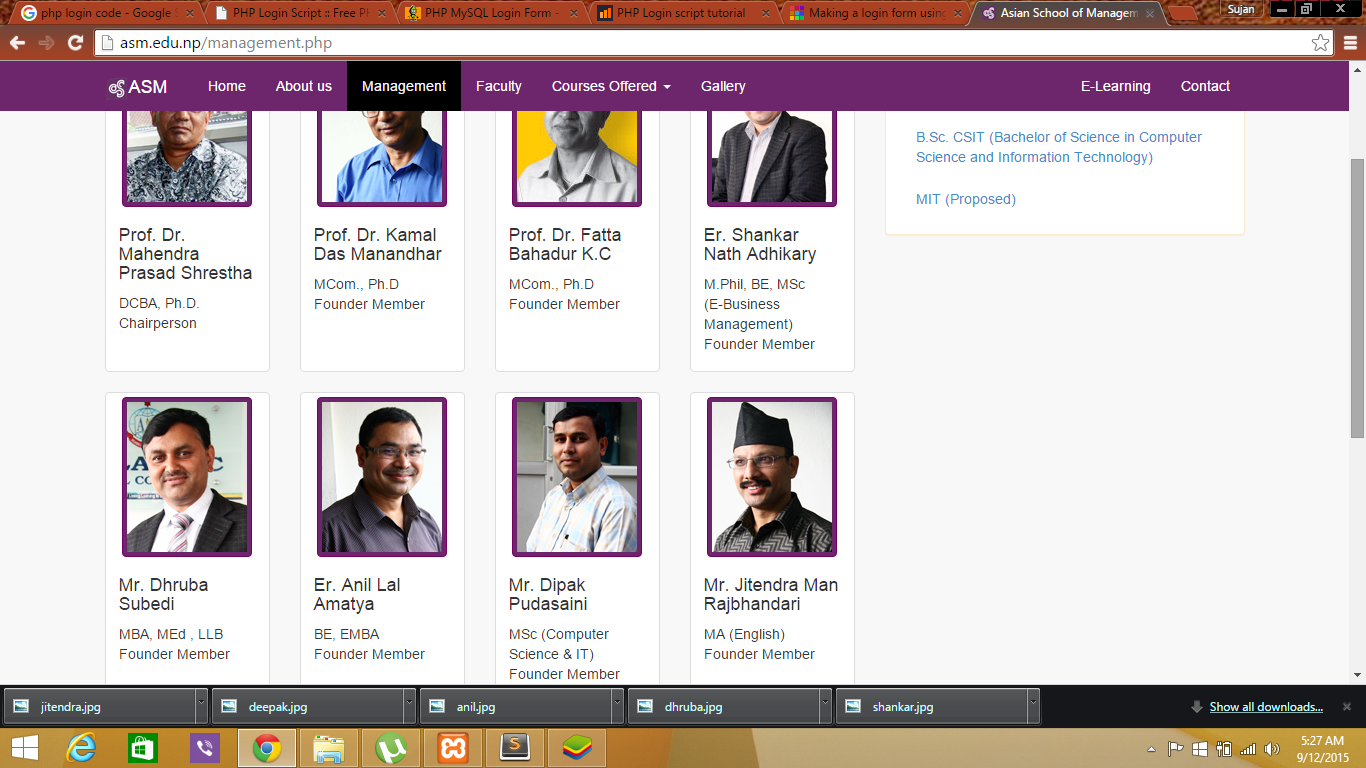 php login code - Google S
PHP Login Script :: Free PH
PHP MySQL Login Form -
PHP Login script tutorial
Making a login form using
Asian School of Managem
Sujan
asm.edu.np/management.php
ASM
Home
About us
Management
Faculty
Courses Offered
Gallery
E-Learning
Contact
B.Sc. CSIT (Bachelor of Science in Computer
Science and Information Technology)
MIT (Proposed)
Prof. Dr.
Mahendra
Prasad Shrestha
DCBA, Ph.D.
Chairperson
Prof. Dr. Kamal
Das Manandhar
MCom., Ph.D
Founder Member
Prof. Dr. Fatta
Bahadur K.C
MCom., Ph.D
Founder Member
Er. Shankar
Nath Adhikary
M.Phil, BE, MSc
(E-Business
Management)
Founder Member
Mr. Dhruba
Subedi
MBA, MEd , LLB
Founder Member
Er. Anil Lal
Amatya
BE, EMBA
Founder Member
Mr. Dipak
Pudasaini
MSc (Computer
Science & IT)
Founder Member
Mr. Jitendra Man
Rajbhandari
MA (English)
Founder Member
jitendra.jpg
deepak.jpg
anil.jpg
dhruba.jpg
shankar.jpg
Show all downloads...
5:27 AM
9/12/2015